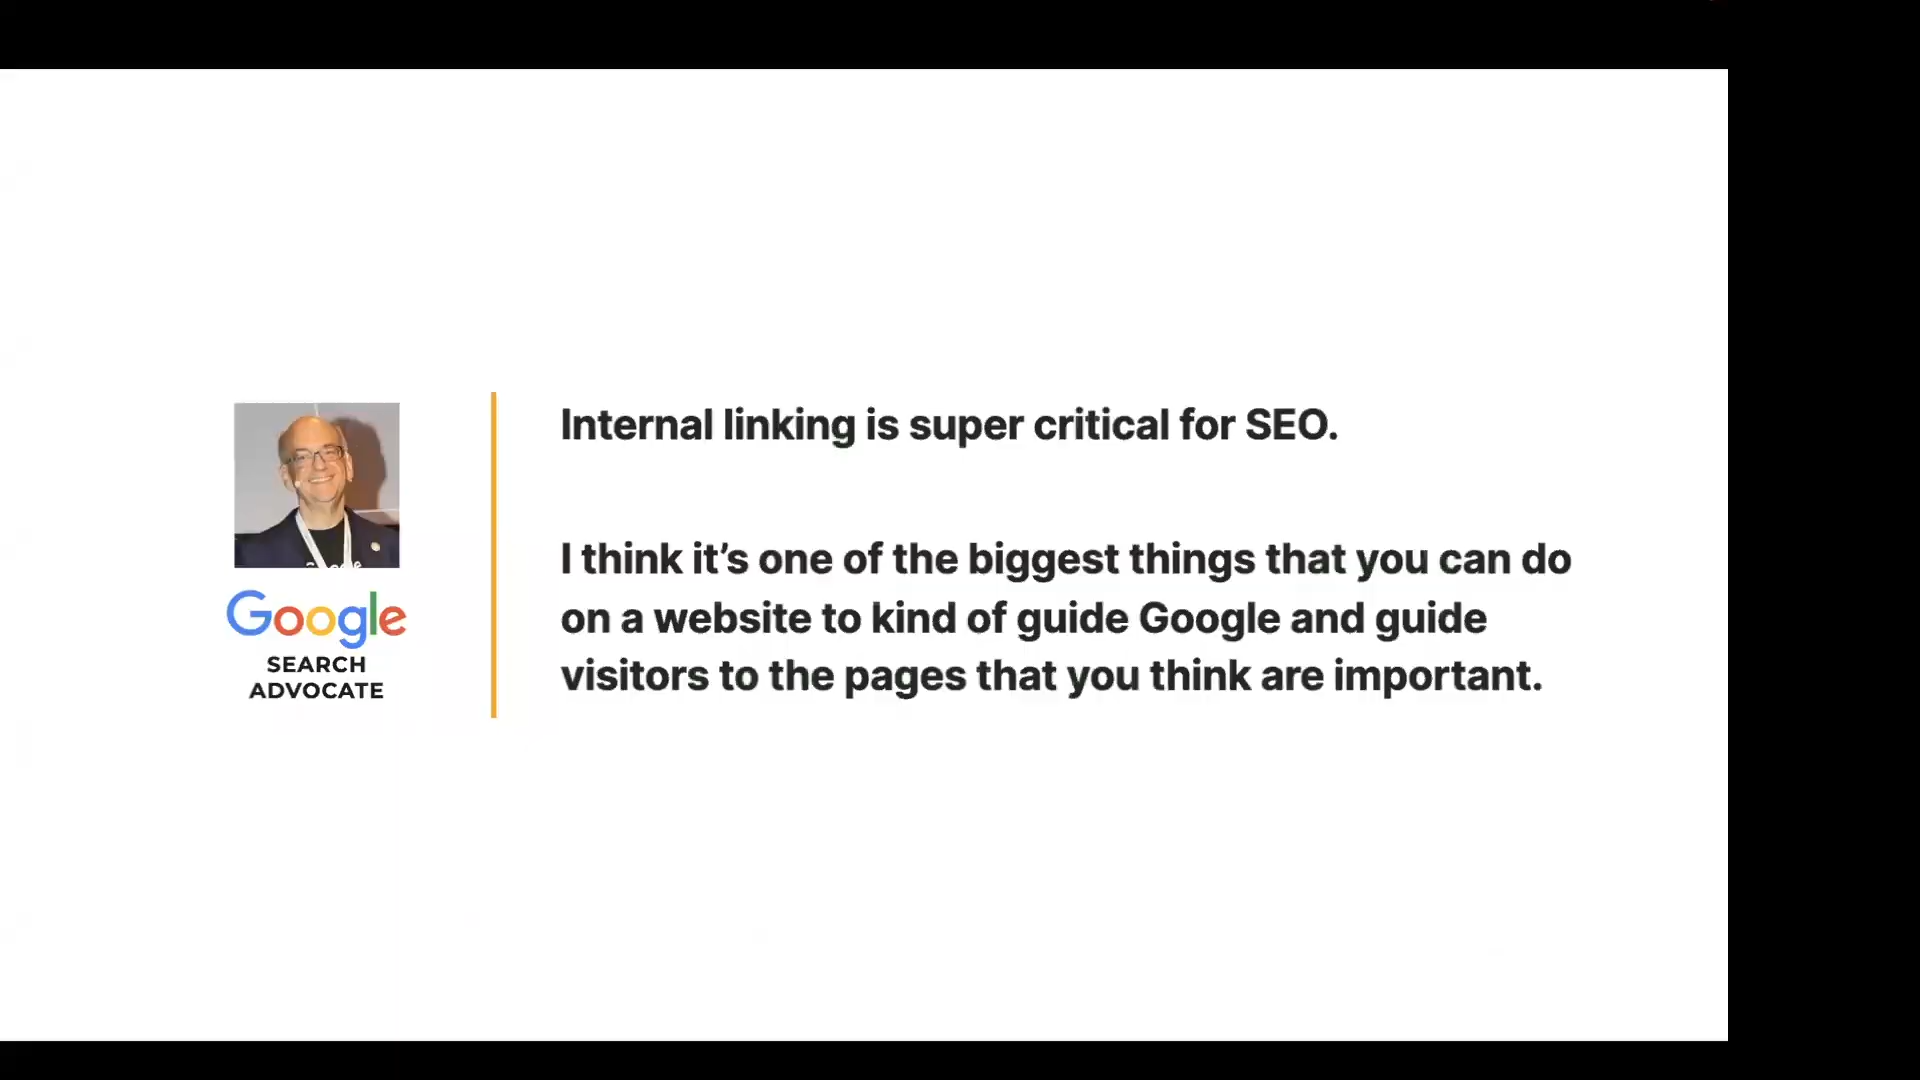 Google
SEARCH
ADVOCATE
Internal linking is super critical for SEO.
I think it’s one of the biggest things that you can do
on a website to kind of guide Google and guide
visitors to the pages that you think are important.